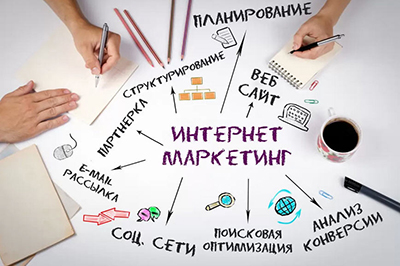 ПЛАНИРОВАНИЕ
СТРУКТУРИРОВАНИЕ
ВЕБ
САЙТ
ПАРТНЕРКА
ИНТЕРНЕТ
МАРКЕТИНГ
E-MAIL
РАССЫЛКА
СОЦ. СЕТИ
ПОИСКОВАЯ
ОПТИМИЗАЦИЯ
АНАЛИЗ
КОНВЕРСИИ